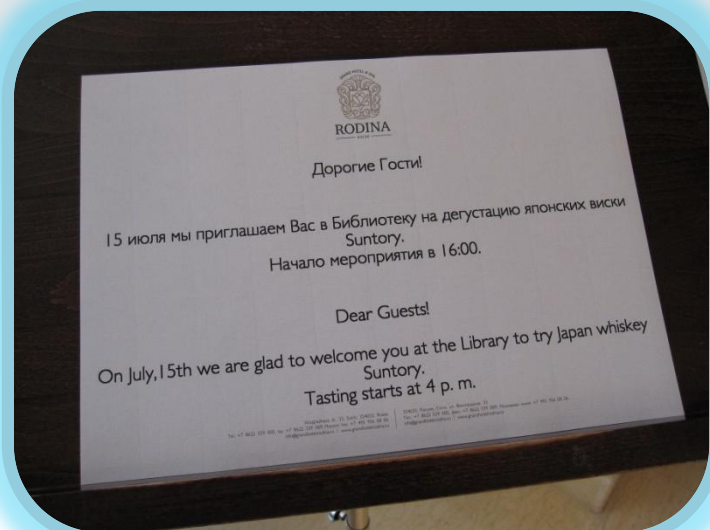 RODINA
Дорогие Гости!
15 июля мы приглашаем Вас в Библиотеку на дегустацию японских виски
Suntory.
Начало мероприятия в 16:00.
Dear Guests!
On July,15th we are glad to welcome you at the Library to try Japan whiskey
Suntory.
Tasting starts at 4 p. m.